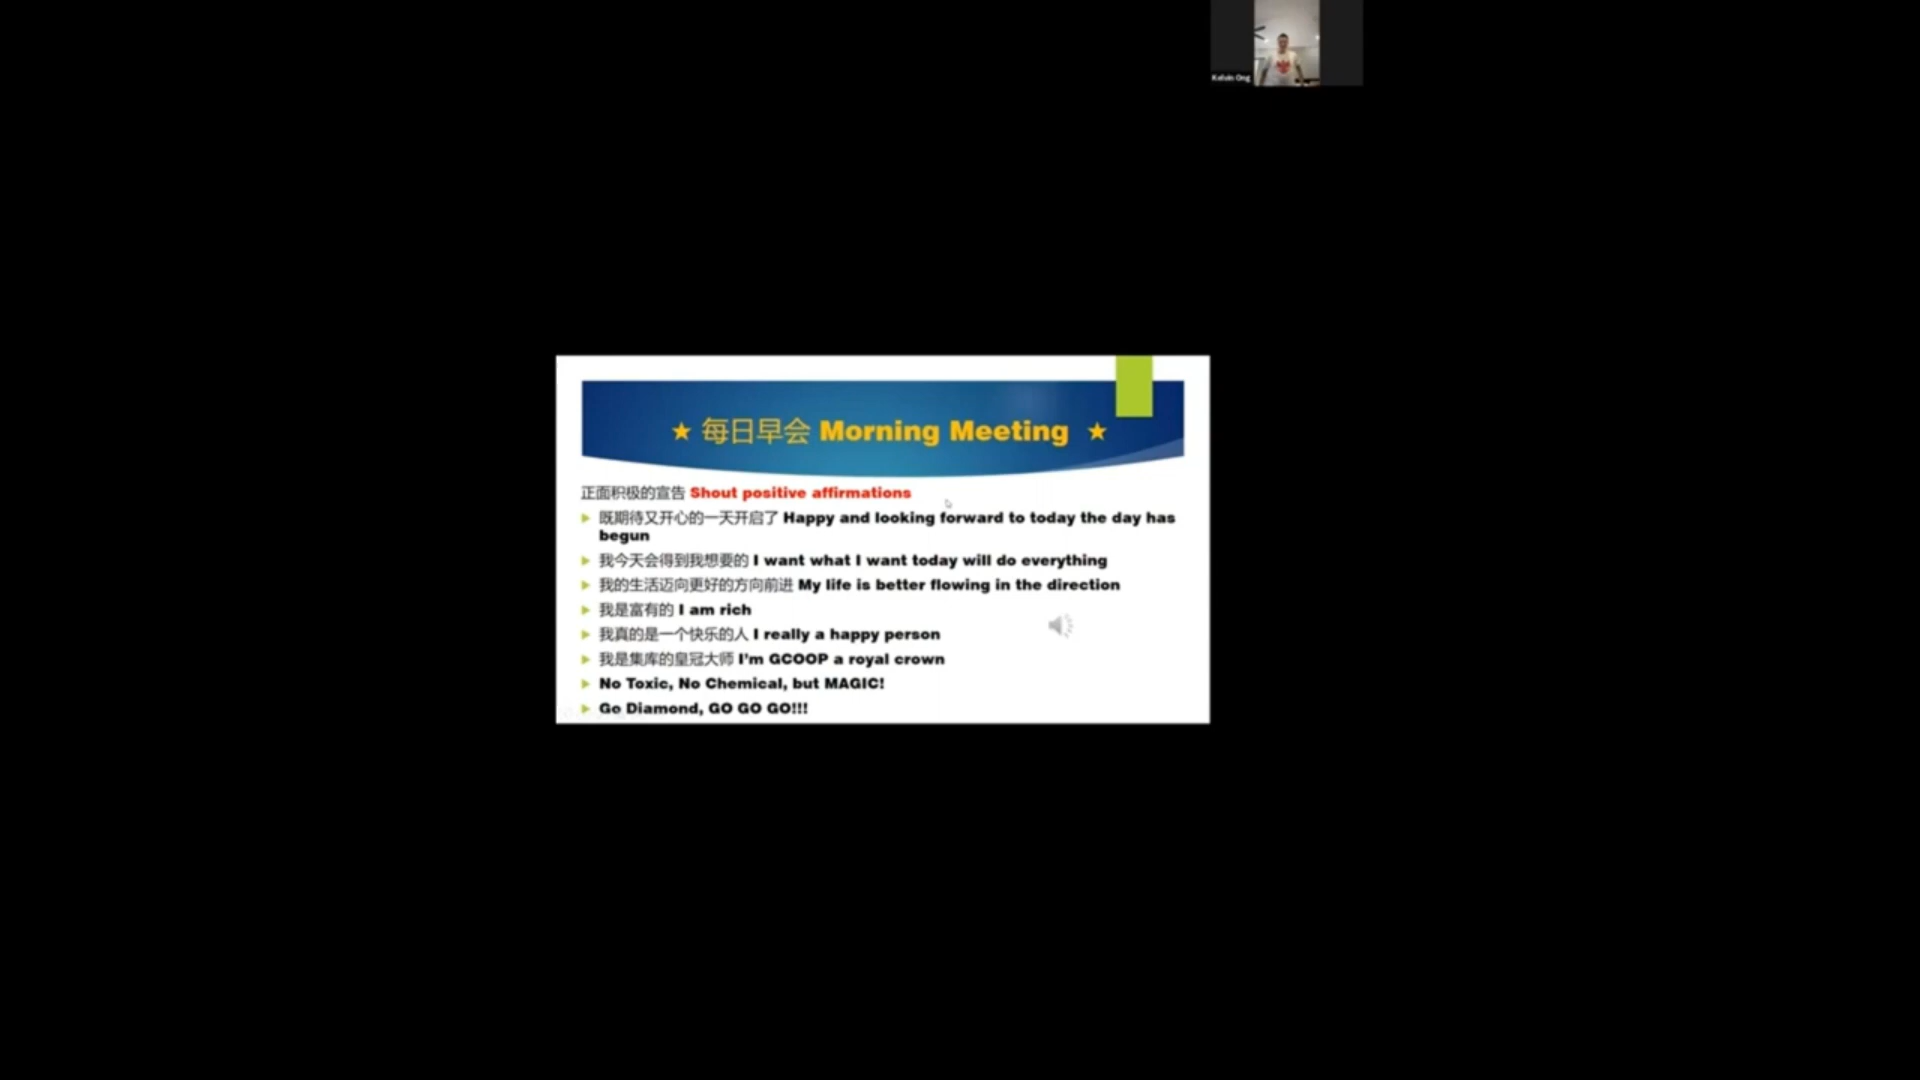 Kelvin Ong
★ 每日早会 Morning Meeting ★
正面积极的宣告 Shout positive affirmations
既期待又开心的一天开启了 Happy and looking forward to today the day has
begun
我今天会得到我想要的 I want what I want today will do everything
我的生活迈向更好的方向前进 My life is better flowing in the direction
我是富有的 I am rich
我真的是一个快乐的人 I really a happy person
我是集库的皇冠大师 I'm GCOOP a royal crown
No Toxic, No Chemical, but MAGIC!
Go Diamond, GO GO GO!!!